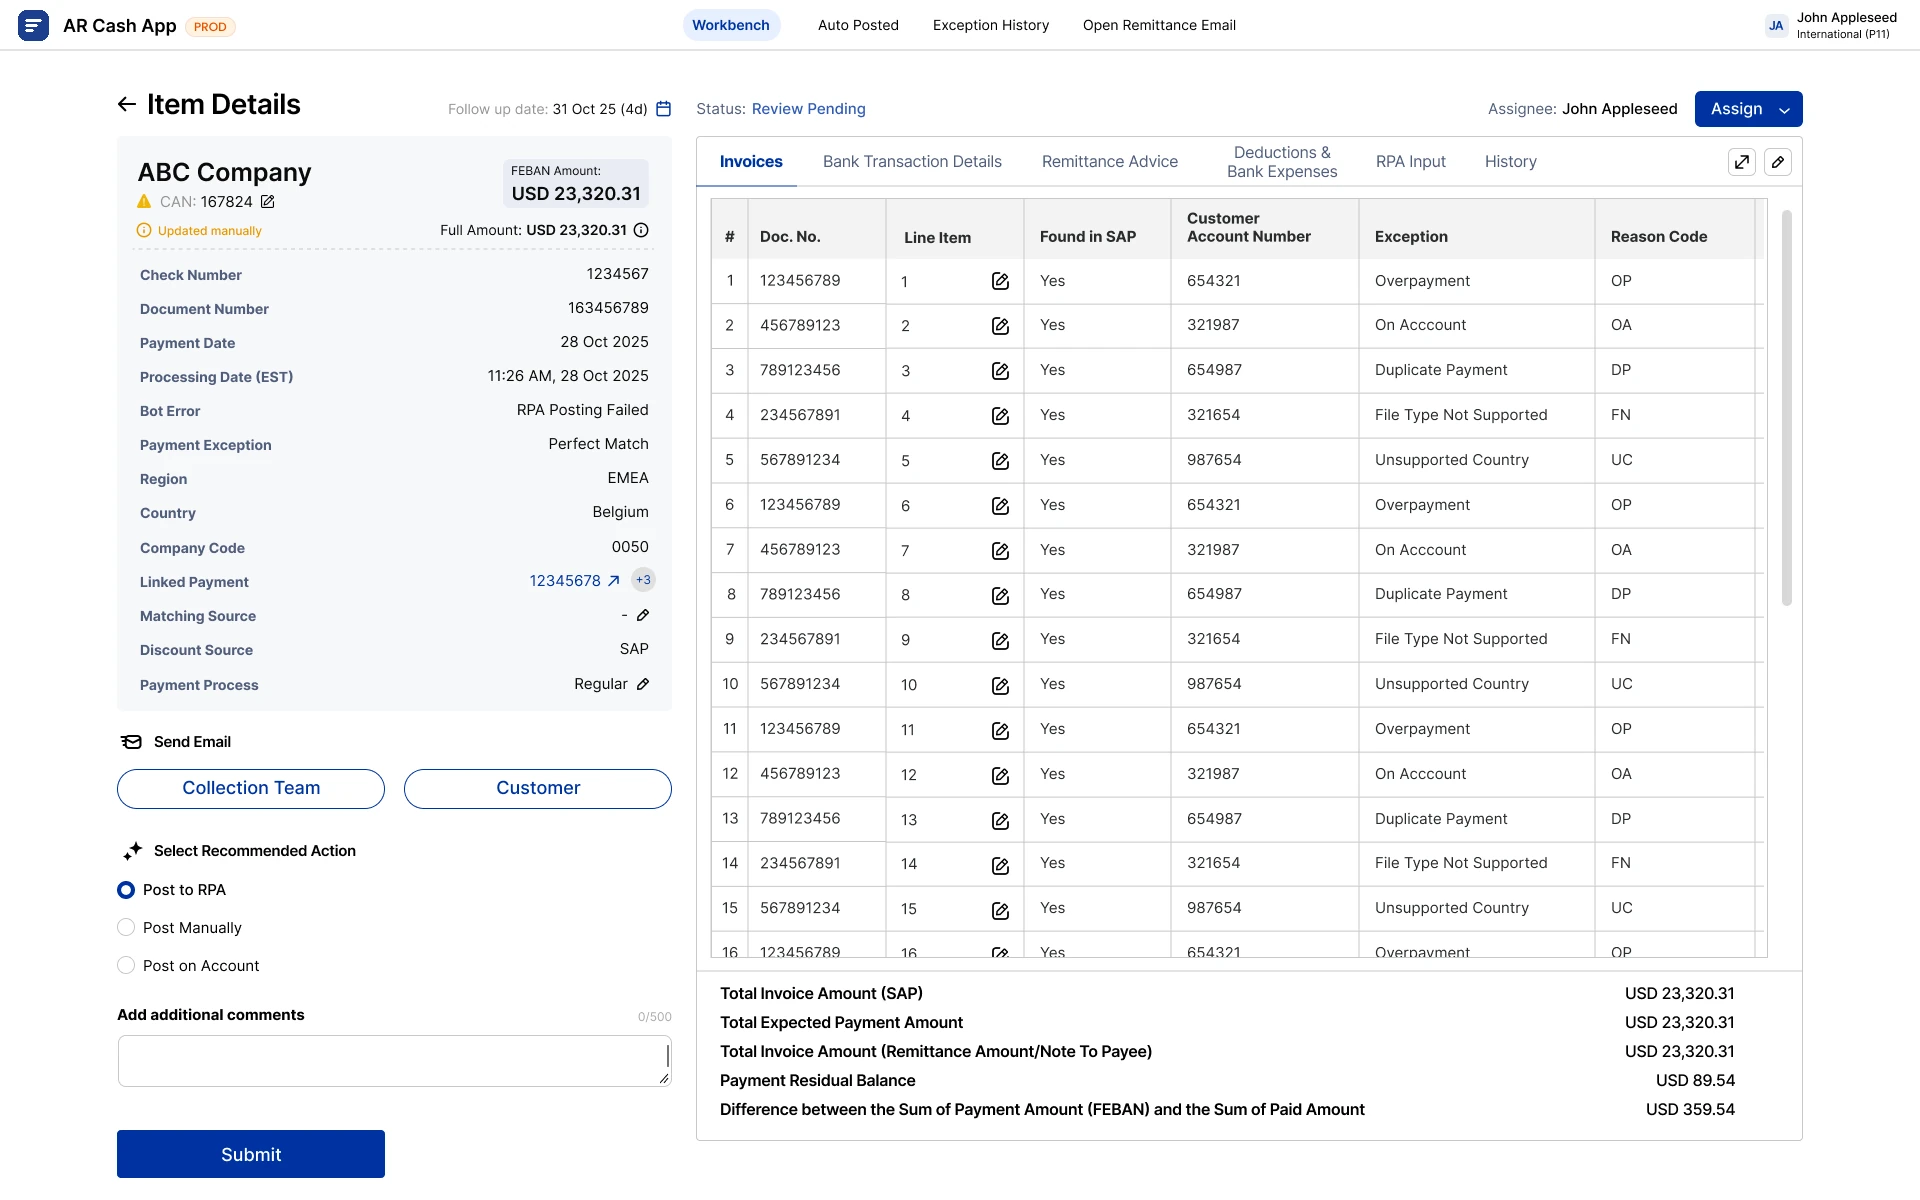 AR Cash App PROD
Workbench Auto Posted Exception History Open Remittance Email
JA John Appleseed
International (P11)
Item Details
Follow up date: 31 Oct 25 (4d)
ABC Company
CAN: 167824
Updated manually
FEBAN Amount:
USD 23,320.31
Full Amount: USD 23,320.31
Check Number 1234567
Document Number 163456789
Payment Date 28 Oct 2025
Processing Date (EST) 11:26 AM, 28 Oct 2025
Bot Error RPA Posting Failed
Payment Exception Perfect Match
Region EMEA
Country Belgium
Company Code 0050
Linked Payment 12345678 +3
Matching Source -
Discount Source SAP
Payment Process Regular
Send Email
Collection Team Customer
Select Recommended Action
Post to RPA
Post Manually
Post on Account
Add additional comments 0/500
Submit
Status: Review Pending
Assignee: John Appleseed Assign
Invoices Bank Transaction Details Remittance Advice Deductions & Bank Expenses RPA Input History
# Doc. No. Line Item Found in SAP Customer Account Number Exception Reason Code
1 123456789 1 Yes 654321 Overpayment OP
2 456789123 2 Yes 321987 On Acccount OA
3 789123456 3 Yes 654987 Duplicate Payment DP
4 234567891 4 Yes 321654 File Type Not Supported FN
5 567891234 5 Yes 987654 Unsupported Country UC
6 123456789 6 Yes 654321 Overpayment OP
7 456789123 7 Yes 321987 On Acccount OA
8 789123456 8 Yes 654987 Duplicate Payment DP
9 234567891 9 Yes 321654 File Type Not Supported FN
10 567891234 10 Yes 987654 Unsupported Country UC
11 123456789 11 Yes 654321 Overpayment OP
12 456789123 12 Yes 321987 On Acccount OA
13 789123456 13 Yes 654987 Duplicate Payment DP
14 234567891 14 Yes 321654 File Type Not Supported FN
15 567891234 15 Yes 987654 Unsupported Country UC
16 123456789 16 Yes 654321 Overpayment OP
Total Invoice Amount (SAP) USD 23,320.31
Total Expected Payment Amount USD 23,320.31
Total Invoice Amount (Remittance Amount/Note To Payee) USD 23,320.31
Payment Residual Balance USD 89.54
Difference between the Sum of Payment Amount (FEBAN) and the Sum of Paid Amount USD 359.54